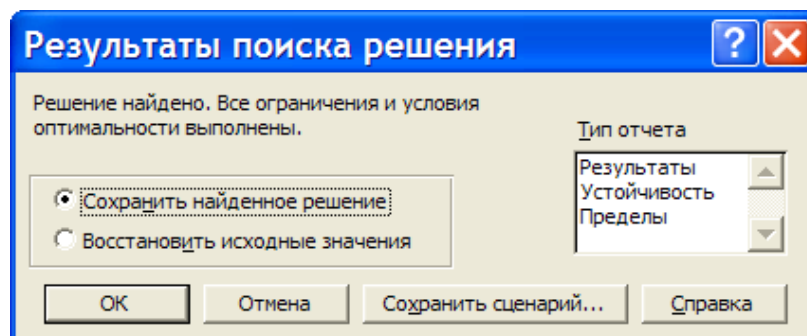 Результаты поиска решения
Решение найдено. Все ограничения и условия
оптимальности выполнены.
Тип отчета
Результаты
Устойчивость
Пределы
Сохранить найденное решение
Восстановить исходные значения
ОК
Отмена
Сохранить сценарий...
Справка